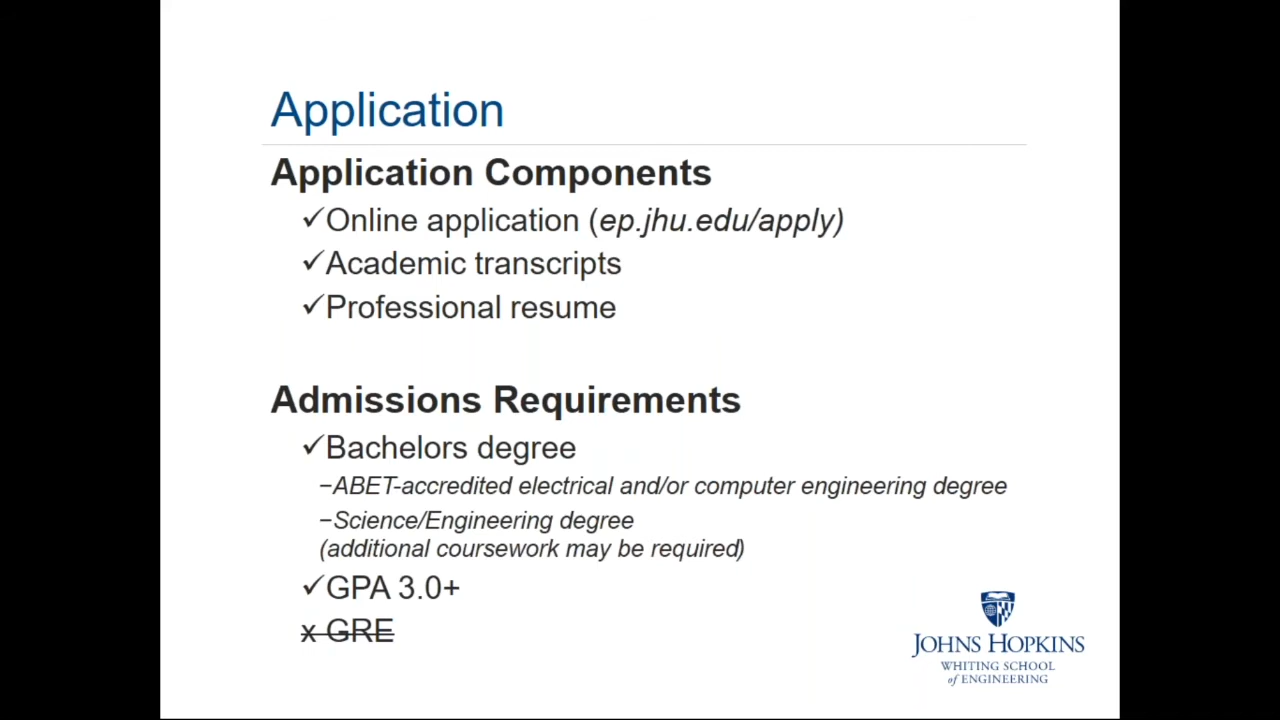 Application
Application Components
✓Online application (ep.jhu.edu/apply)
✓Academic transcripts
✓Professional resume
Admissions Requirements
✓Bachelors degree
−ABET-accredited electrical and/or computer engineering degree
−Science/Engineering degree
(additional coursework may be required)
✓GPA 3.0+
x GRE
JOHNS HOPKINS
WHITING SCHOOL
of ENGINEERING